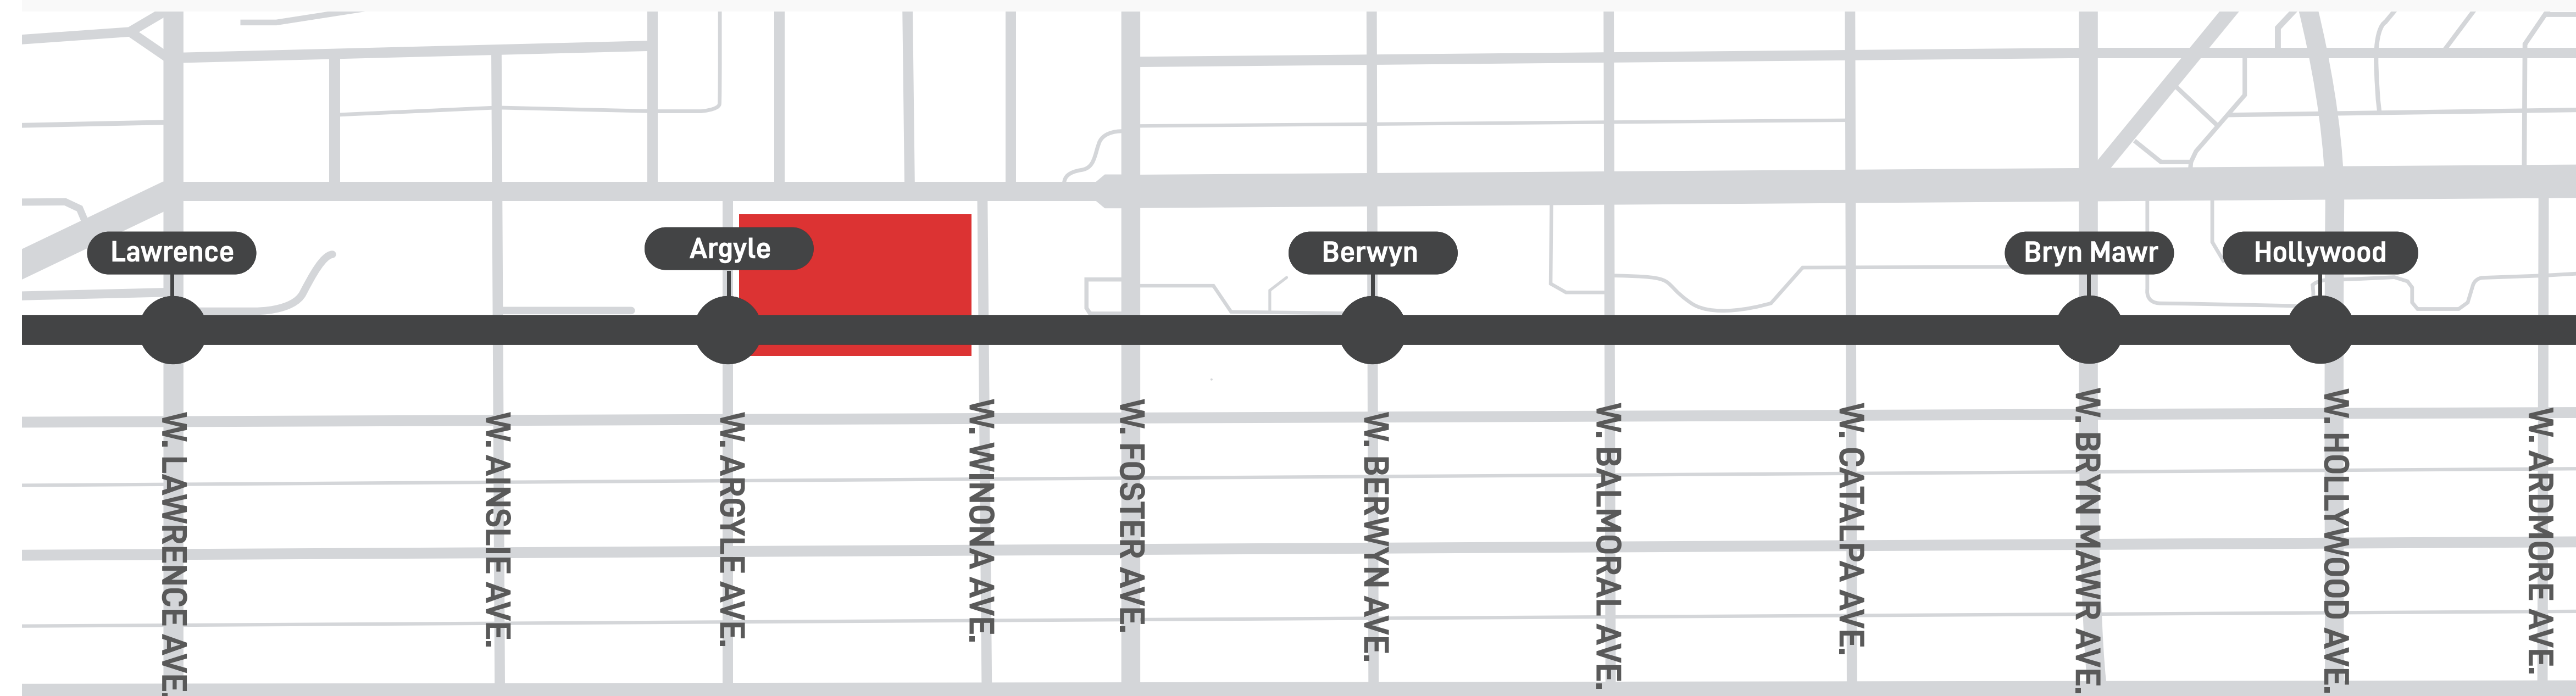 Lawrence
Argyle
Berwyn
Bryn Mawr
Hollywood
W. LAWRENCE AVE.
W. AINSLIE AVE.
W. ARGYLE AVE.
W. WINONA AVE.
W. FOSTER AVE.
W. BERWYN AVE.
W. BALMORAL AVE.
W. CATALPA AVE.
W. BRYN MAWR AVE.
W. HOLLYWOOD AVE.
W. ARDMORE AVE.